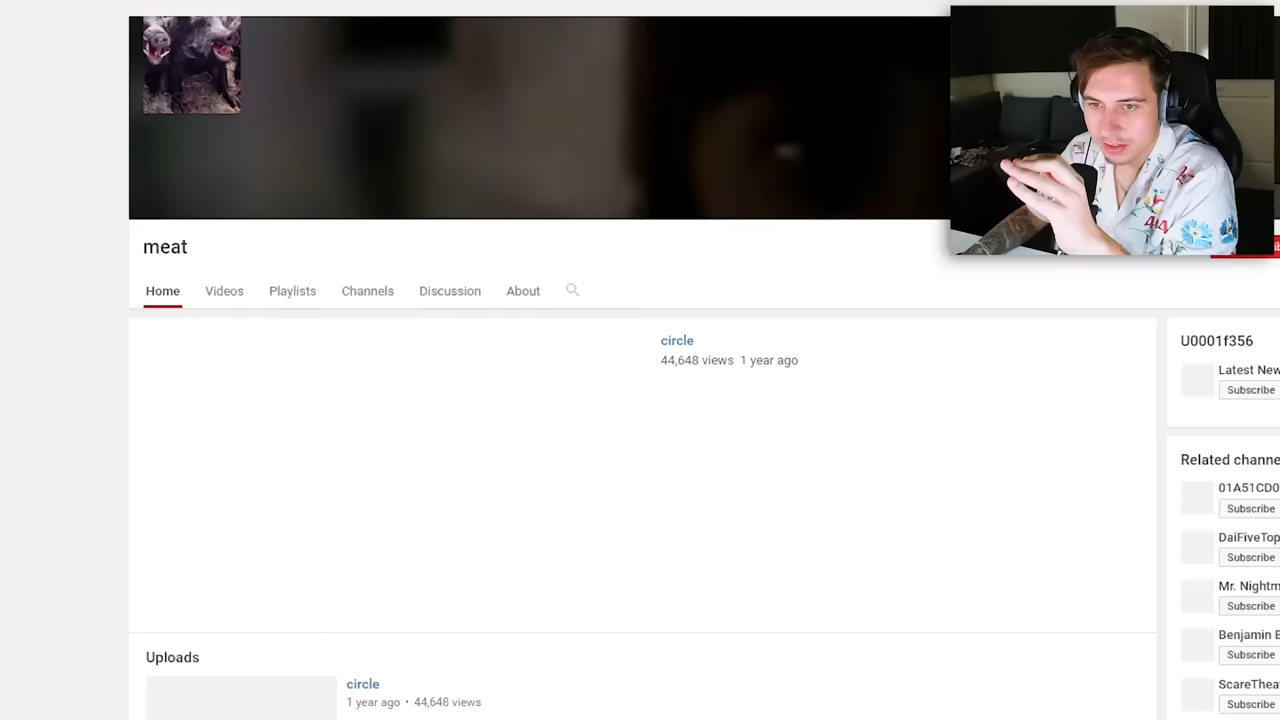 meat
Home Videos Playlists Channels Discussion About
circle
44,648 views 1 year ago
Uploads
circle
1 year ago • 44,648 views
U0001f356
Latest New
Subscribe
Related channe
01A51CD0
Subscribe
DaiFiveTop
Subscribe
Mr. Nightm
Subscribe
Benjamin
Subscribe
ScareThea
Subscribe